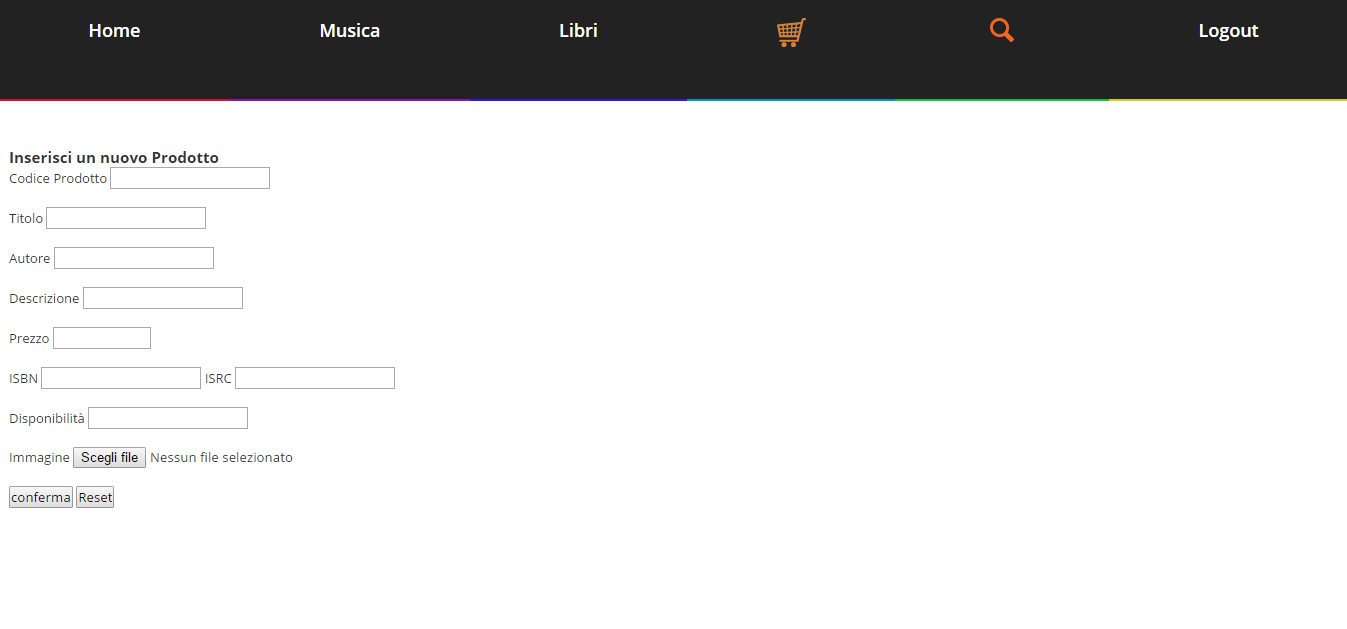 Home Musica Libri Logout
Inserisci un nuovo Prodotto
Codice Prodotto
Titolo
Autore
Descrizione
Prezzo
ISBN ISRC
Disponibilità
Immagine Scegli file Nessun file selezionato
conferma Reset